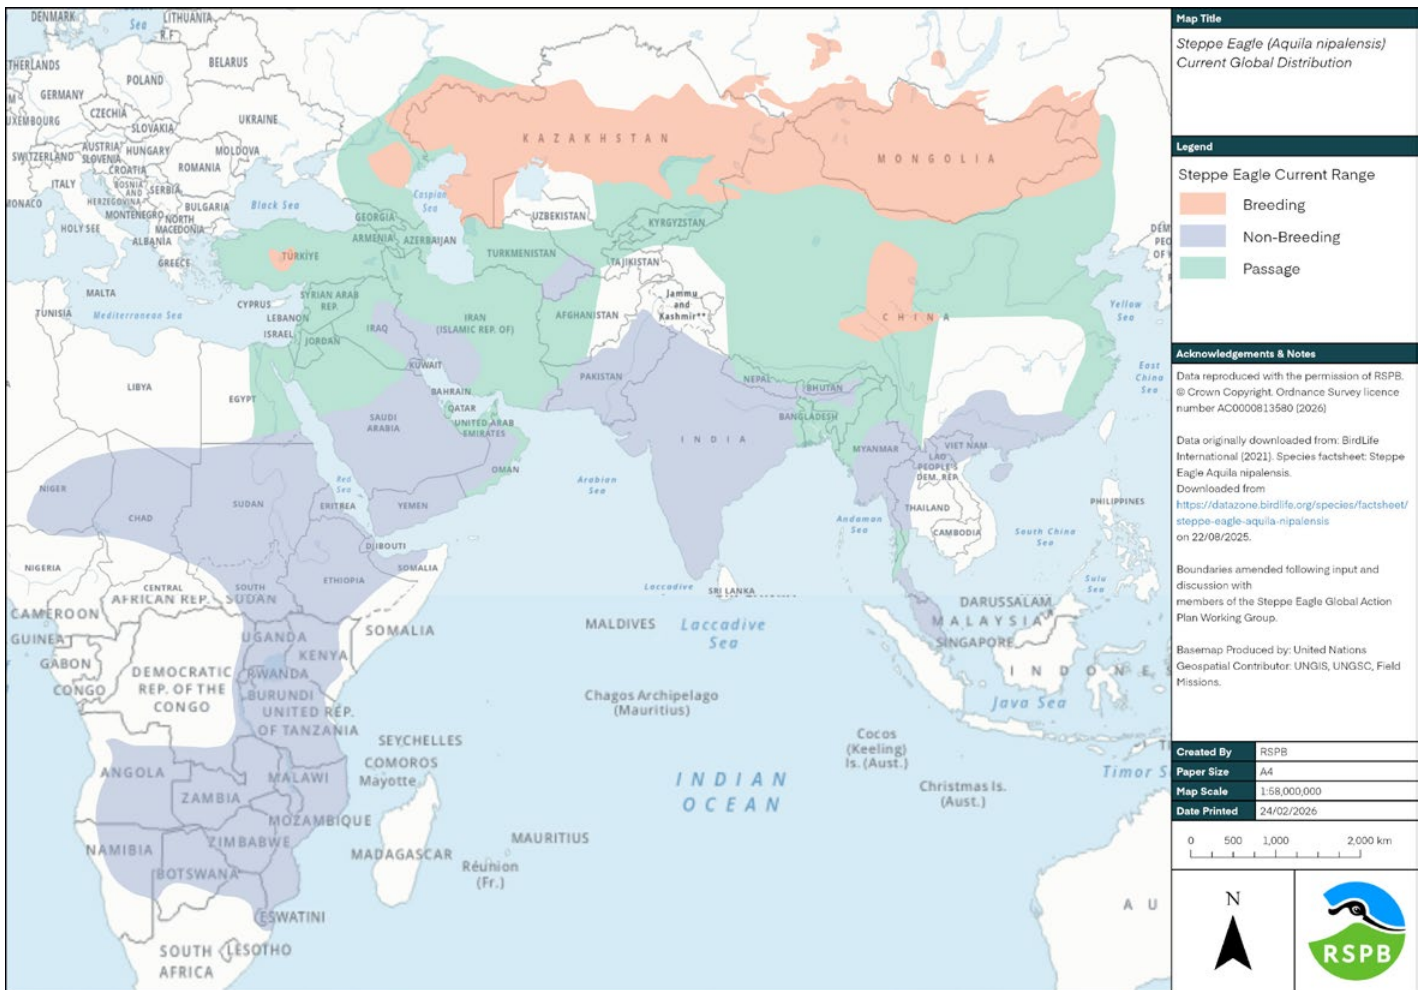 DENMARK
Sea
LITHUANIA
R.F.
BELARUS
THERLANDS
POLAND
GERMANY
UXEMBOURG
CZECHIA
SLOVAKIA
UKRAINE
AUSTRIA
HUNGARY
MOLDOVA
SWITZERLAND
SLOVENIA
CROATIA
ROMANIA
ITALY
BOSNIA
AND
HERZEGOVINA
SERBIA
MONACO
MONTENEGRO
BULGARIA
NORTH
MACEDONIA
HOLY SEE
ALBANIA
GREECE
Black Sea
GEORGIA
ARMENIA
AZERBAIJAN
Caspian
Sea
KAZAKHSTAN
MONGOLIA
UZBEKISTAN
KYRGYZSTAN
TURKMENISTAN
TAJIKISTAN
TÜRKİYE
MALTA
TUNISIA
Mediterranean Sea
CYPRUS
SYRIAN ARAB
REP.
LEBANON
ISRAEL
JORDAN
IRAQ
IRAN
(ISLAMIC REP. OF)
AFGHANISTAN
Jammu
and
Kashmir**
CHINA
Yellow
Sea
East
China
Sea
LIBYA
EGYPT
KUWAIT
BAHRAIN
QATAR
SAUDI
ARABIA
UNITED ARAB
EMIRATES
OMAN
PAKISTAN
NEPAL
BHUTAN
BANGLADESH
INDIA
MYANMAR
VIET NAM
LAO
PEOPLE'S
DEM. REP.
THAILAND
CAMBODIA
PHILIPPINES
NIGER
CHAD
SUDAN
ERITREA
Red
Sea
YEMEN
DJIBOUTI
Arabian
Sea
Andaman
Sea
South China
Sea
Sulu
Sea
NIGERIA
CENTRAL
AFRICAN REP.
SOUTH
SUDAN
ETHIOPIA
SOMALIA
Laccadive
SRI LANKA
CAMEROON
GUINEA
GABON
CONGO
DEMOCRATIC
REP. OF THE
CONGO
UGANDA
KENYA
RWANDA
BURUNDI
UNITED REP.
OF TANZANIA
SOMALIA
MALDIVES
Laccadive
Sea
DARUSSALAM
MALAYSIA
SINGAPORE
INDONES
Java Sea
Chagos Archipelago
(Mauritius)
SEYCHELLES
COMOROS
Mayotte
Cocos
(Keeling)
Is. (Aust.)
Christmas Is.
(Aust.)
Timor S
INDIAN
OCEAN
ANGOLA
ZAMBIA
MALAWI
MOZAMBIQUE
ZIMBABWE
NAMIBIA
BOTSWANA
MADAGASCAR
MAURITIUS
Réunion
(Fr.)
ESWATINI
LESOTHO
SOUTH
AFRICA
AU
Map Title
Steppe Eagle (Aquila nipalensis)
Current Global Distribution
Legend
Steppe Eagle Current Range
Breeding
Non-Breeding
Passage
Acknowledgements & Notes
Data reproduced with the permission of RSPB.
© Crown Copyright. Ordnance Survey licence
number AC0000813580 (2026)
Data originally downloaded from: BirdLife
International (2021). Species factsheet: Steppe
Eagle Aquila nipalensis.
Downloaded from
https://datazone.birdlife.org/species/factsheet/
steppe-eagle-aquila-nipalensis
on 22/08/2025.
Boundaries amended following input and
discussion with
members of the Steppe Eagle Global Action
Plan Working Group.
Basemap Produced by: United Nations
Geospatial Contributor: UNGIS, UNGSC, Field
Missions.
Created By RSPB
Paper Size A4
Map Scale 1:58,000,000
Date Printed 24/02/2026
0 500 1,000 2,000 km
N
RSPB